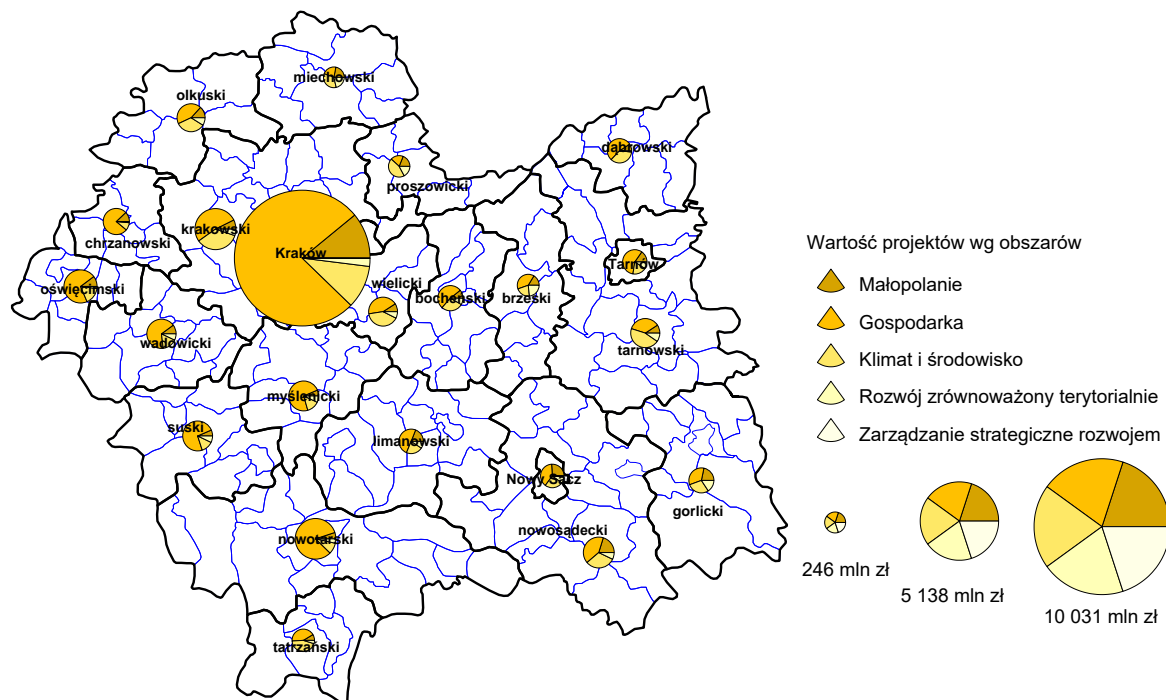 miechowski
olkuski
dąbrowski
proszowicki
krakowski
chrzanowski
Kraków
Tarnów
wielicki
oświęcimski
bocheński
brzeski
wadowicki
tarnowski
myślenicki
suski
limanowski
Nowy Sącz
gorlicki
nowosądecki
nowotarski
tatrzański
Wartość projektów wg obszarów
Małopolanie
Gospodarka
Klimat i środowisko
Rozwój zrównoważony terytorialnie
Zarządzanie strategiczne rozwojem
246 mln zł
5 138 mln zł
10 031 mln zł